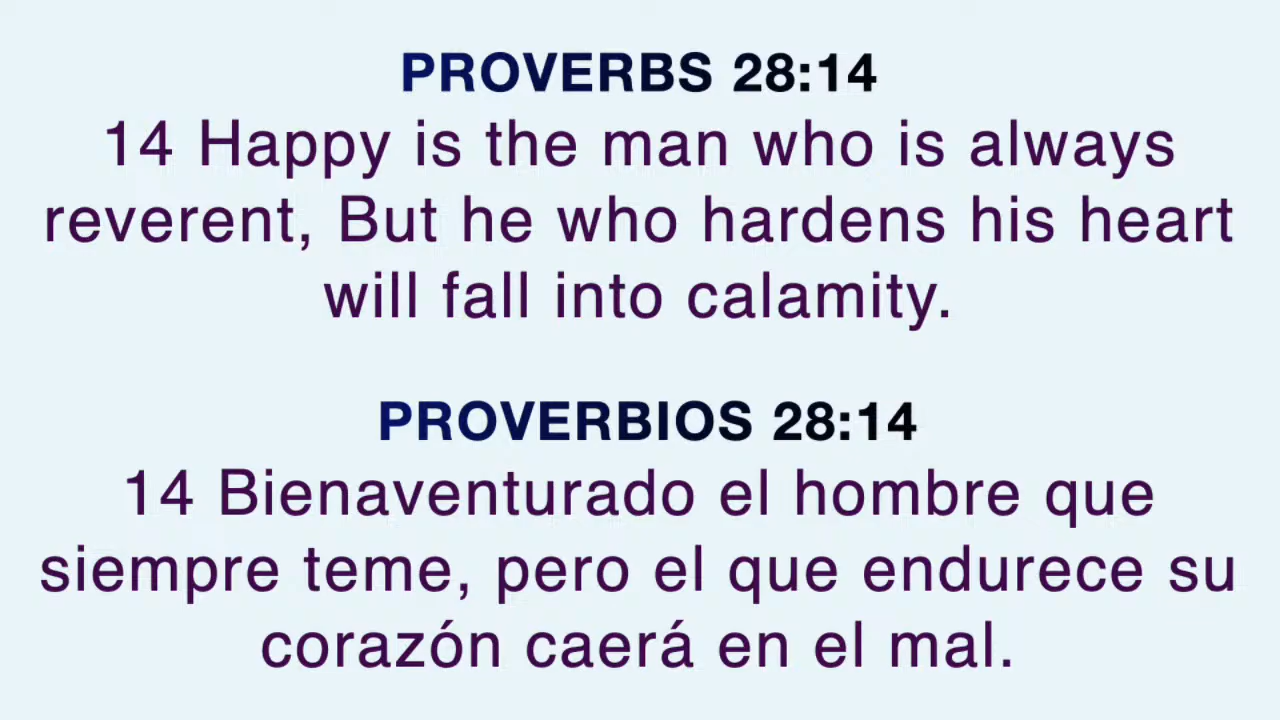 PROVERBS 28:14
14 Happy is the man who is always
reverent, But he who hardens his heart
will fall into calamity.
PROVERBIOS 28:14
14 Bienaventurado el hombre que
siempre teme, pero el que endurece su
corazón caerá en el mal.